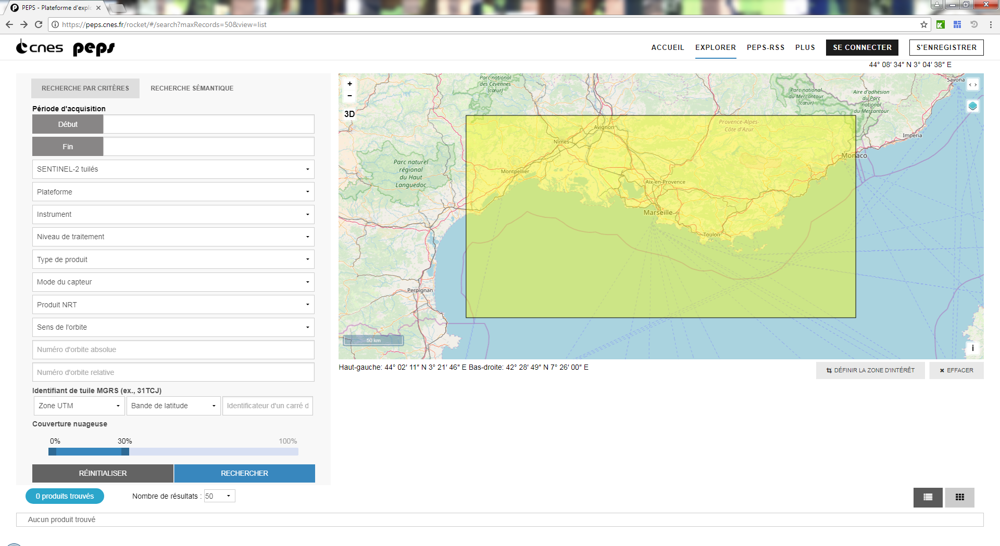 PEPS - Plateforme d'explo
https://peps.cnes.fr/rocket/#/search?maxRecords=50&view=list
cnes peps
ACCUEIL EXPLORER PEPS-RSS PLUS SE CONNECTER S'ENREGISTRER
44° 08' 34" N 3° 04' 38" E
RECHERCHE PAR CRITÈRES RECHERCHE SÉMANTIQUE
Période d'acquisition
Début
Fin
SENTINEL-2 tuilés
Plateforme
Instrument
Niveau de traitement
Type de produit
Mode du capteur
Produit NRT
Sens de l'orbite
Numéro d'orbite absolue
Numéro d'orbite relative
Identifiant de tuile MGRS (ex., 31TCJ)
Zone UTM Bande de latitude Identificateur d'un carré d
Couverture nuageuse
0% 30% 100%
RÉINITIALISER RECHERCHER
+
−
3D
Parc national
des Cévennes
(cœur)
Parc national
du Mercantour
(cœur)
Aire d'adhésion
du Parc
national
du Mercantour
Savona
Avignon
Provence-Alpes-
Côte d'Azur
Imperia
Nîmes
Monaco
Parc naturel
régional
du Haut
Languedoc
Montpellier
Aix-en-Provence
Marseille
Toulon
Perpignan
50 km
i
Haut-gauche: 44° 02' 11" N 3° 21' 46" E Bas-droite: 42° 28' 49" N 7° 26' 00" E
DÉFINIR LA ZONE D'INTÉRÊT EFFACER
0 produits trouvés Nombre de résultats : 50
Aucun produit trouvé